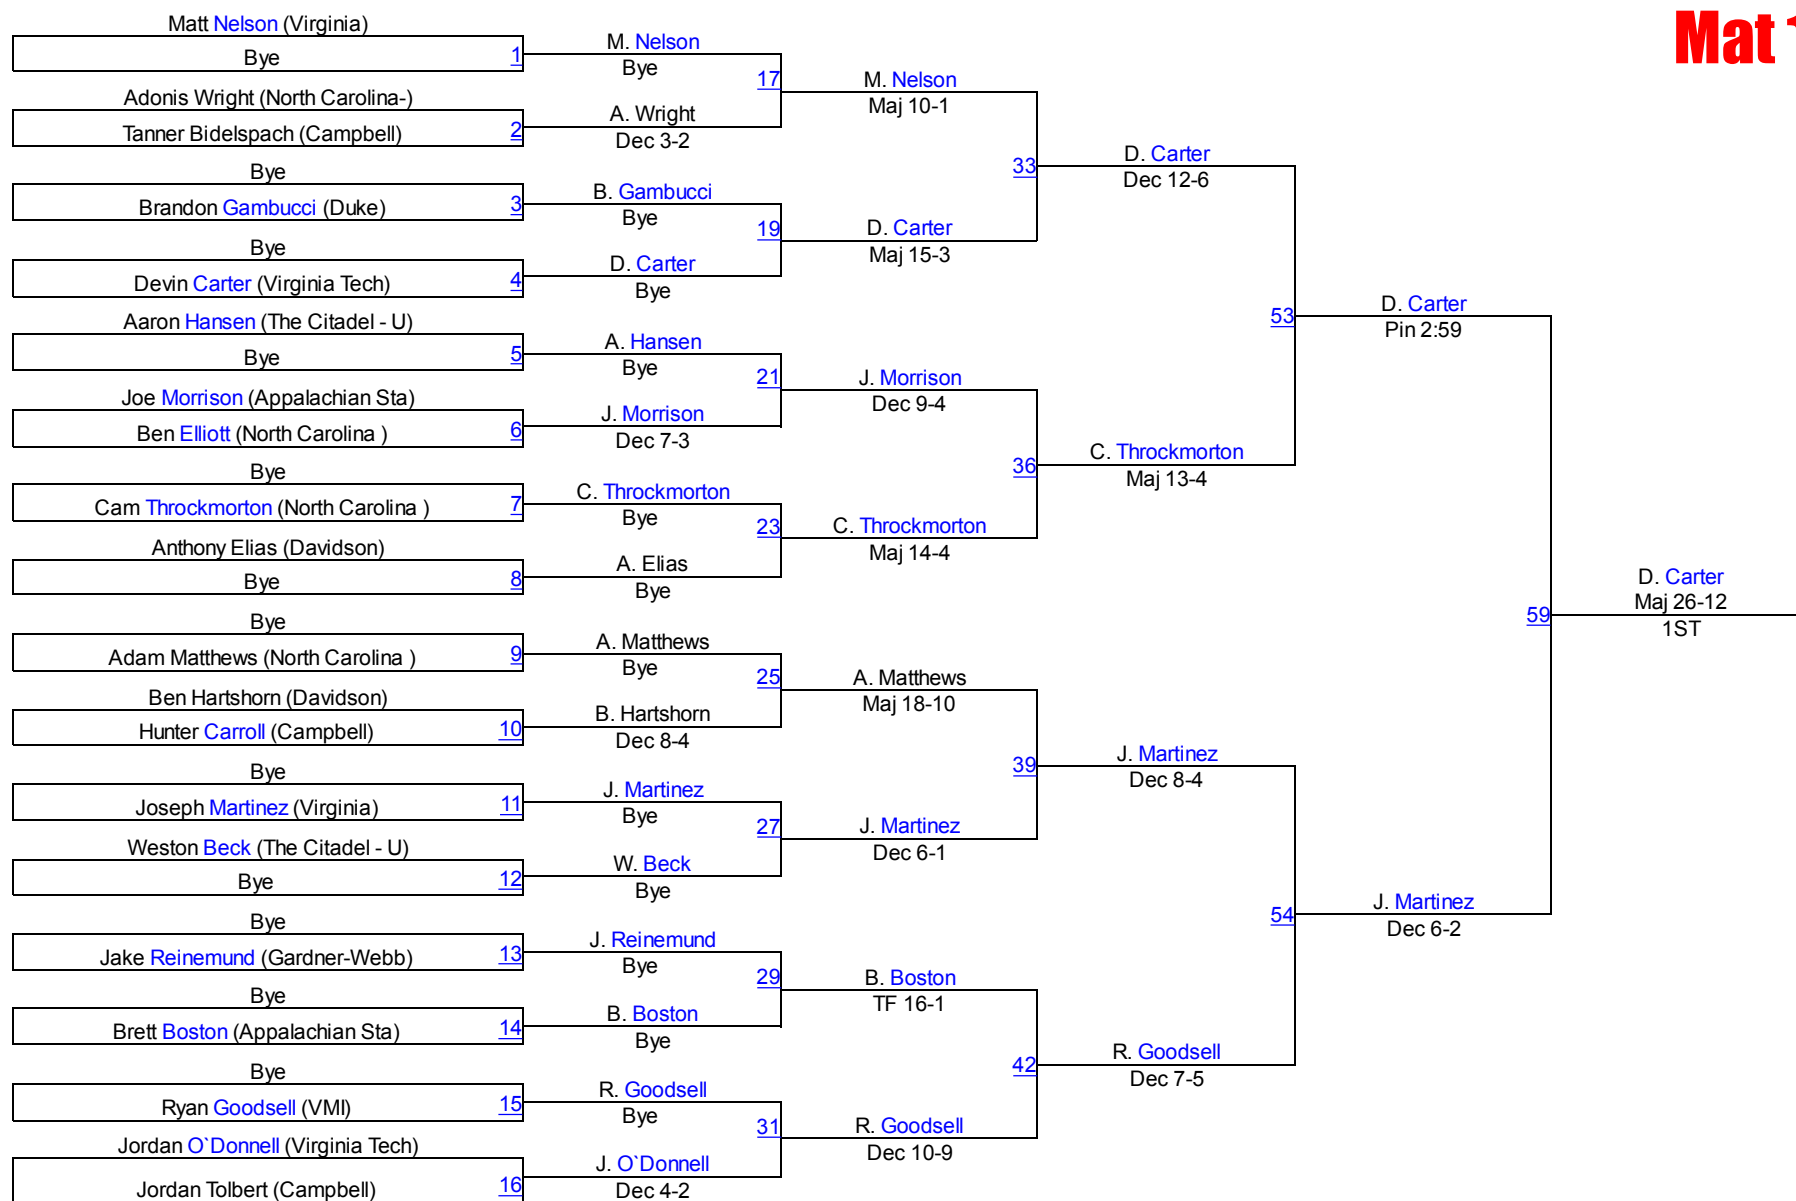 Mat
Matt Nelson (Virginia)
Bye
1
Adonis Wright (North Carolina-)
Tanner Bidelspach (Campbell)
2
Bye
Brandon Gambucci (Duke)
3
Bye
Devin Carter (Virginia Tech)
4
Aaron Hansen (The Citadel - U)
Bye
5
Joe Morrison (Appalachian Sta)
Ben Elliott (North Carolina )
6
Bye
Cam Throckmorton (North Carolina )
7
Anthony Elias (Davidson)
Bye
8
Bye
Adam Matthews (North Carolina )
9
Ben Hartshorn (Davidson)
Hunter Carroll (Campbell)
10
Bye
Joseph Martinez (Virginia)
11
Weston Beck (The Citadel - U)
Bye
12
Bye
Jake Reinemund (Gardner-Webb)
13
Bye
Brett Boston (Appalachian Sta)
14
Bye
Ryan Goodsell (VMI)
15
Jordan O`Donnell (Virginia Tech)
Jordan Tolbert (Campbell)
16
M. Nelson
Bye
17
A. Wright
Dec 3-2
B. Gambucci
Bye
19
D. Carter
Bye
A. Hansen
Bye
21
J. Morrison
Dec 7-3
C. Throckmorton
Bye
23
A. Elias
Bye
A. Matthews
Bye
25
B. Hartshorn
Dec 8-4
J. Martinez
Bye
27
W. Beck
Bye
J. Reinemund
Bye
29
B. Boston
Bye
R. Goodsell
Bye
31
J. O`Donnell
Dec 4-2
M. Nelson
Maj 10-1
33
D. Carter
Maj 15-3
J. Morrison
Dec 9-4
36
C. Throckmorton
Maj 14-4
A. Matthews
Maj 18-10
39
J. Martinez
Dec 6-1
B. Boston
TF 16-1
42
R. Goodsell
Dec 10-9
D. Carter
Dec 12-6
53
C. Throckmorton
Maj 13-4
J. Martinez
Dec 8-4
54
R. Goodsell
Dec 7-5
D. Carter
Pin 2:59
59
J. Martinez
Dec 6-2
D. Carter
Maj 26-12
1ST